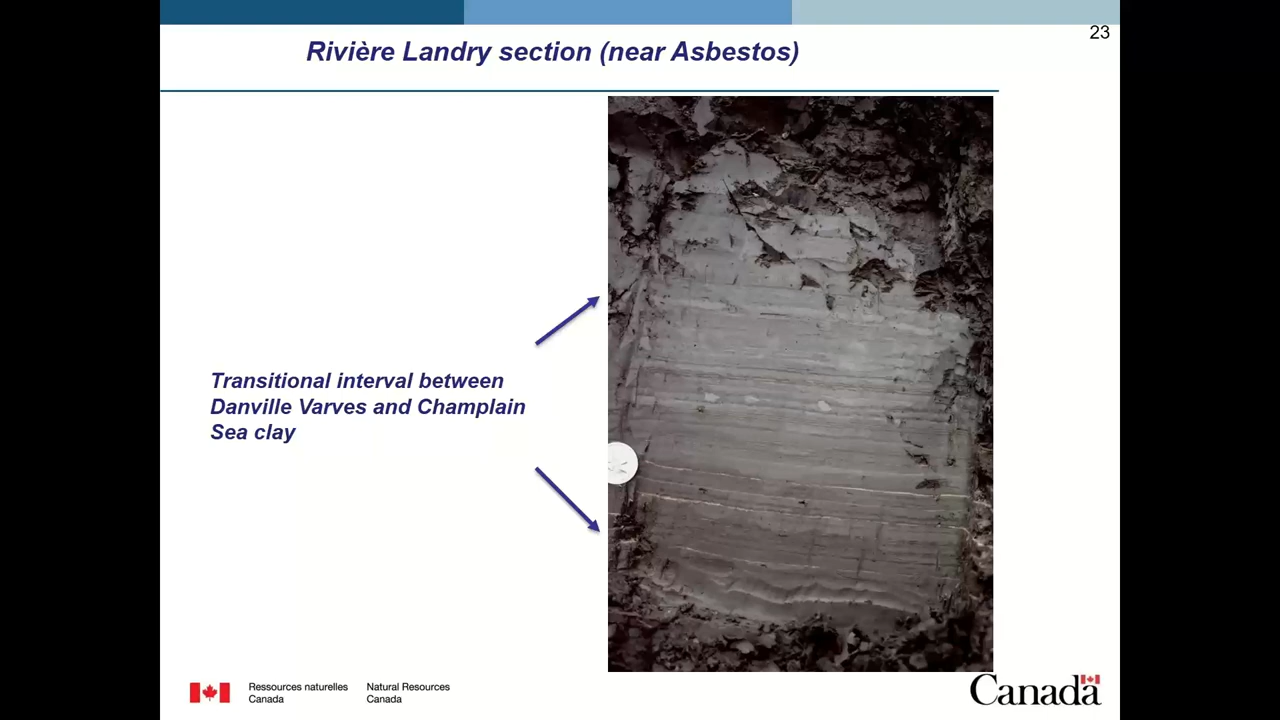 23
Rivière Landry section (near Asbestos)
Transitional interval between
Danville Varves and Champlain
Sea clay
Ressources naturelles
Canada
Natural Resources
Canada
Canada